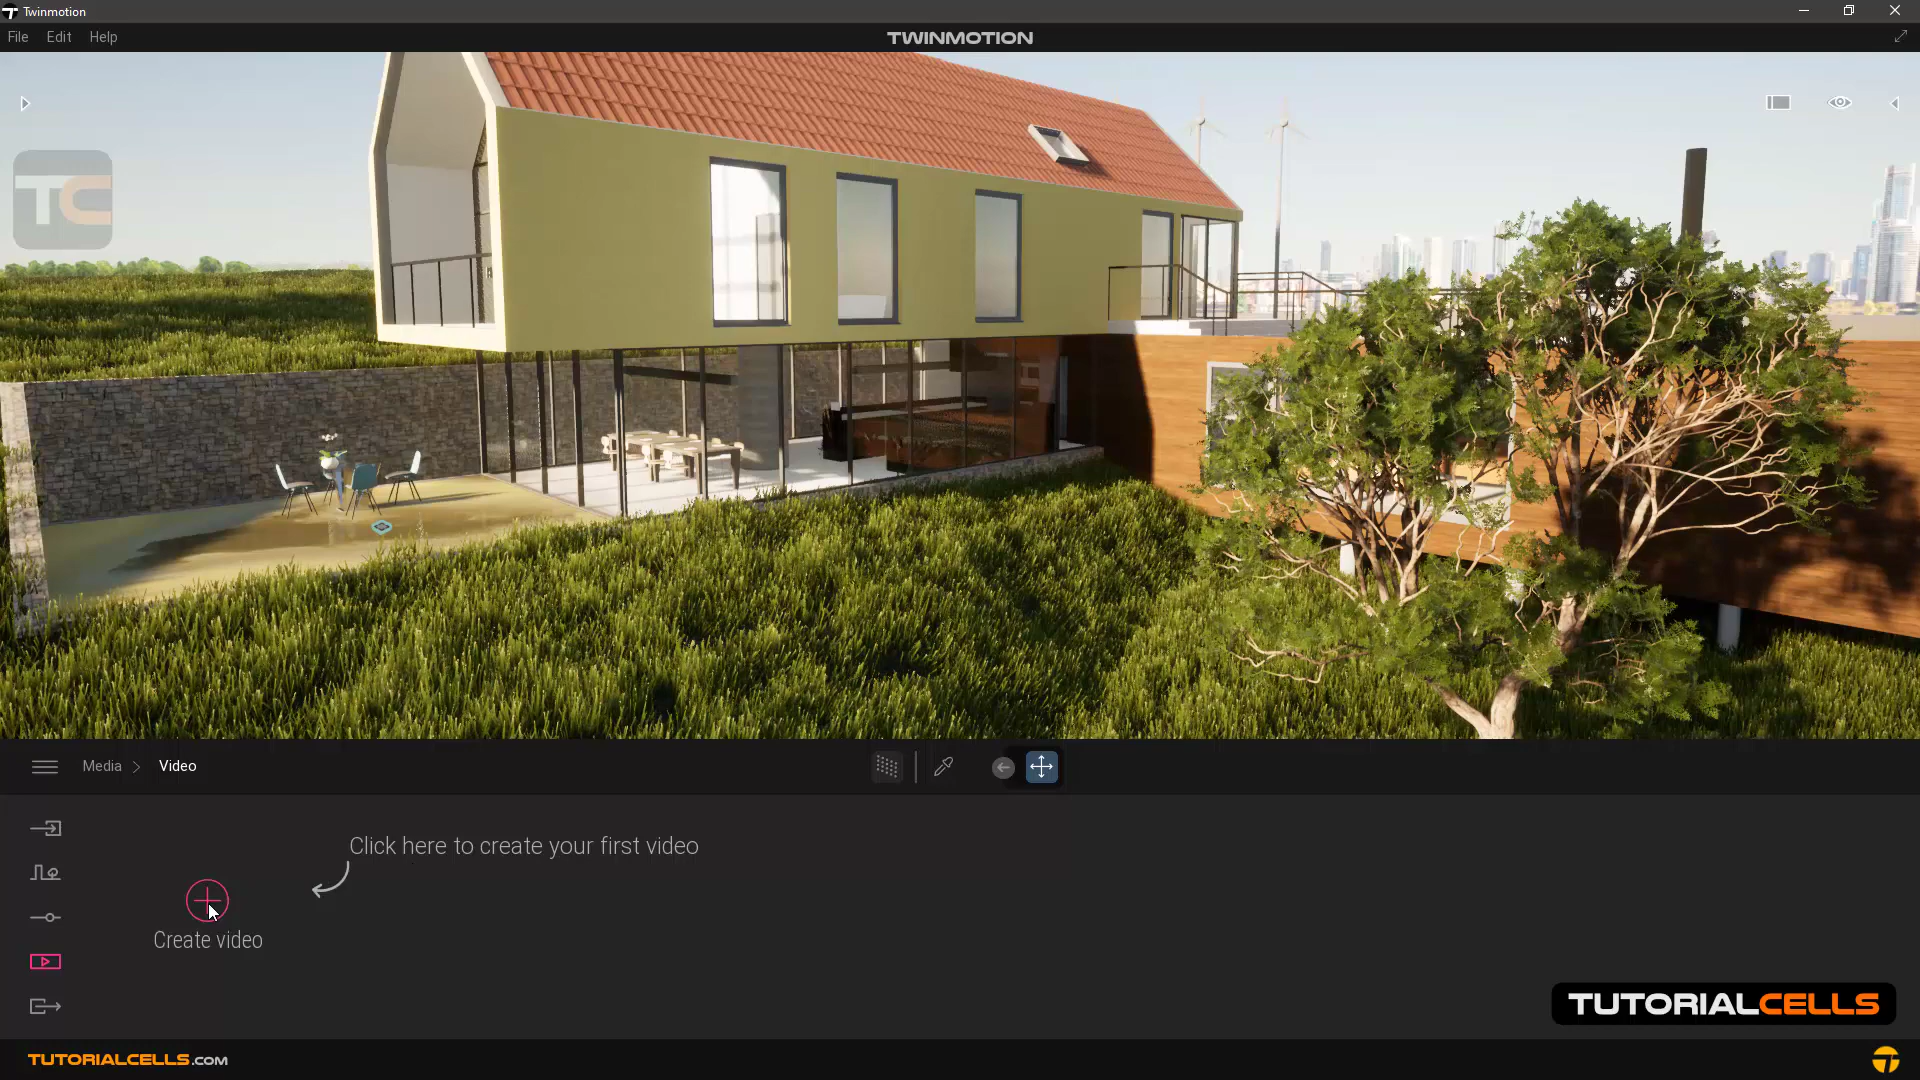 Twinmotion
File Edit Help
TWINMOTION
TC
Media > Video
Click here to create your first video
Create video
TUTORIALCELLS
TUTORIALCELLS.COM